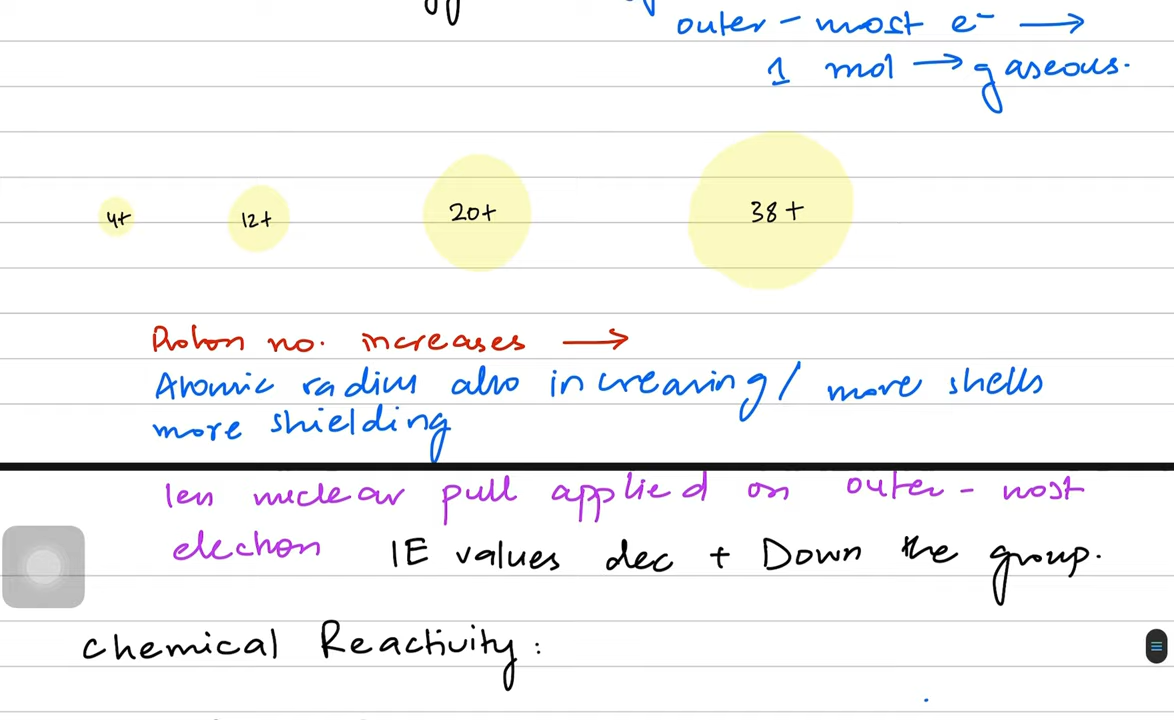 outer-most e⁻ →
1 mol → gaseous.
4+ 12+ 20+ 38+
Proton no. increases →
Atomic radius also increasing / more shells
more shielding
less nuclear pull applied on outer-most
electron IE values dec + Down the group.
Chemical Reactivity: